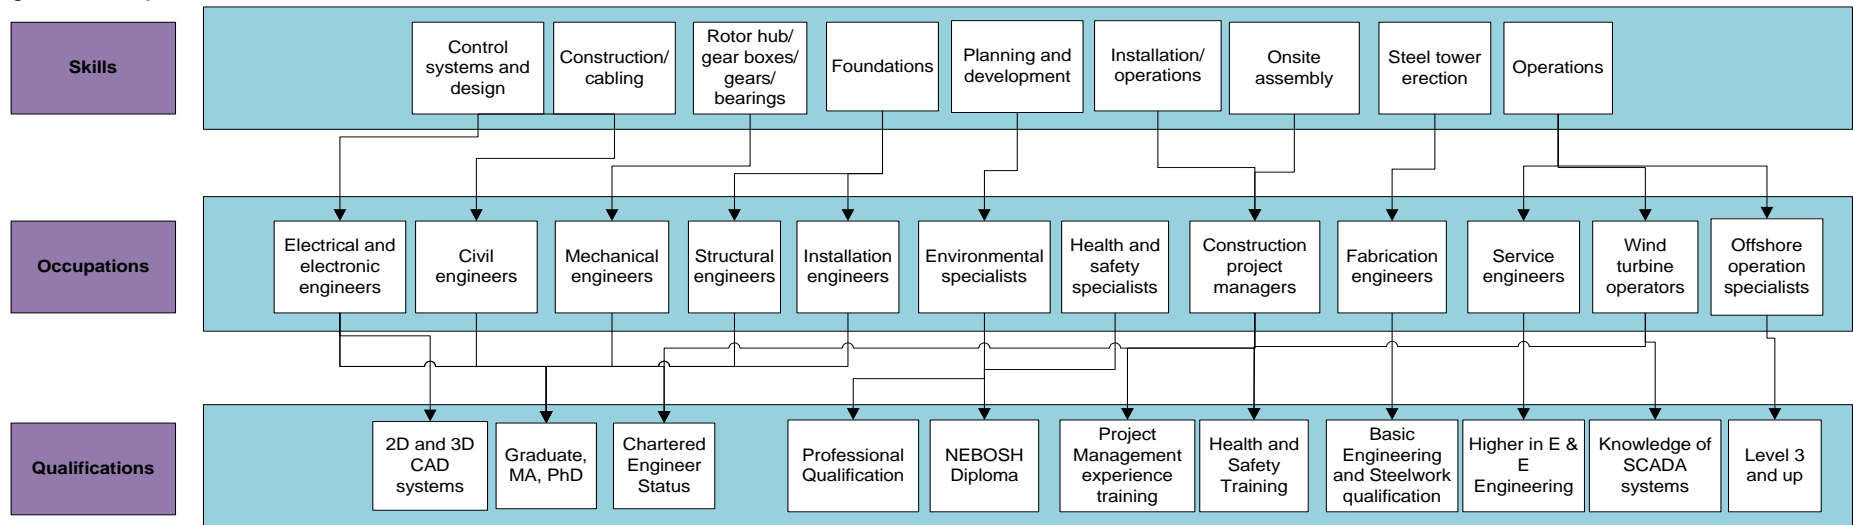 Skills
Control
systems and
design
Construction/
cabling
Rotor hub/
gear boxes/
gears/
bearings
Foundations
Planning and
development
Installation/
operations
Onsite
assembly
Steel tower
erection
Operations
Occupations
Electrical and
electronic
engineers
Civil
engineers
Mechanical
engineers
Structural
engineers
Installation
engineers
Environmental
specialists
Health and
safety
specialists
Construction
project
managers
Fabrication
engineers
Service
engineers
Wind
turbine
operators
Offshore
operation
specialists
Qualifications
2D and 3D
CAD
systems
Graduate,
MA, PhD
Chartered
Engineer
Status
Professional
Qualification
NEBOSH
Diploma
Project
Management
experience
training
Health and
Safety
Training
Basic
Engineering
and Steelwork
qualification
Higher in E &
E
Engineering
Knowledge of
SCADA
systems
Level 3
and up